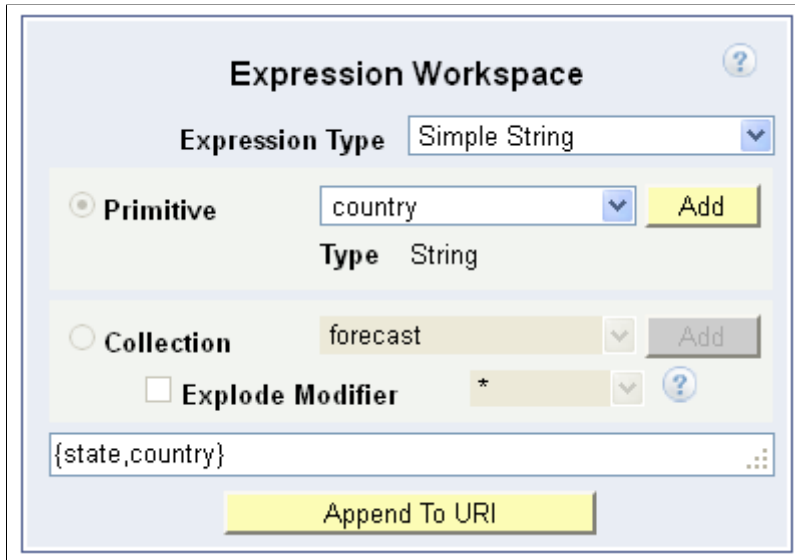 Expression Workspace ?
Expression Type Simple String
Primitive country Add
Type String
Collection forecast Add
Explode Modifier * ?
{state,country}
Append To URI